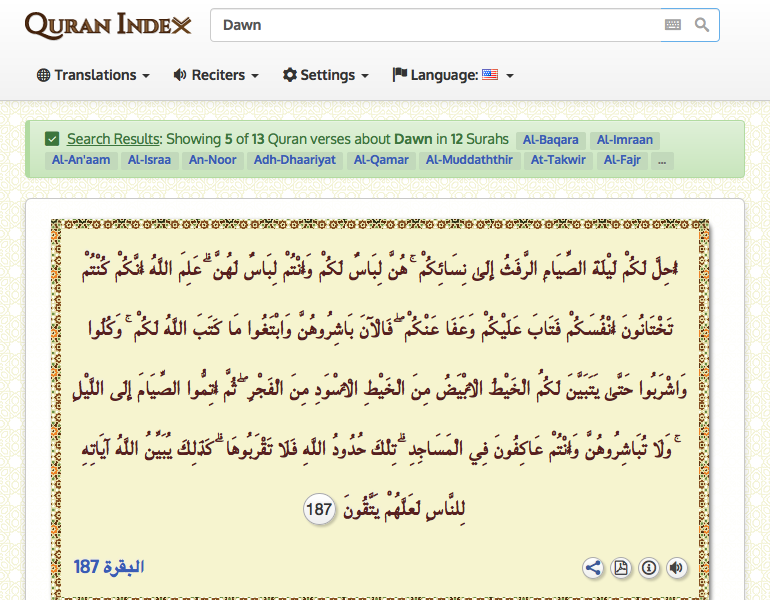 QURAN INDEX
Dawn
Translations
Reciters
Settings
Language:
Search Results: Showing 5 of 13 Quran verses about Dawn in 12 Surahs Al-Baqara Al-Imraan
Al-An'aam Al-Israa An-Noor Adh-Dhaariyat Al-Qamar Al-Muddaththir At-Takwir Al-Fajr ...
أُحِلَّ لَكُمْ لَيْلَةَ الصِّيَامِ الرَّفَثُ إِلَىٰ نِسَائِكُمْ ۚ هُنَّ لِبَاسٌ لَكُمْ وَأَنْتُمْ لِبَاسٌ لَهُنَّ ۗ عَلِمَ اللَّهُ أَنَّكُمْ كُنْتُمْ
تَخْتَانُونَ أَنْفُسَكُمْ فَتَابَ عَلَيْكُمْ وَعَفَا عَنْكُمْ ۖ فَالْآنَ بَاشِرُوهُنَّ وَابْتَغُوا مَا كَتَبَ اللَّهُ لَكُمْ ۚ وَكُلُوا
وَاشْرَبُوا حَتَّىٰ يَتَبَيَّنَ لَكُمُ الْخَيْطُ الْأَبْيَضُ مِنَ الْخَيْطِ الْأَسْوَدِ مِنَ الْفَجْرِ ۖ ثُمَّ أَتِمُّوا الصِّيَامَ إِلَى اللَّيْلِ
ۚ وَلَا تُبَاشِرُوهُنَّ وَأَنْتُمْ عَاكِفُونَ فِي الْمَسَاجِدِ ۗ تِلْكَ حُدُودُ اللَّهِ فَلَا تَقْرَبُوهَا ۗ كَذَٰلِكَ يُبَيِّنُ اللَّهُ آيَاتِهِ
لِلنَّاسِ لَعَلَّهُمْ يَتَّقُونَ 187
البقرة 187